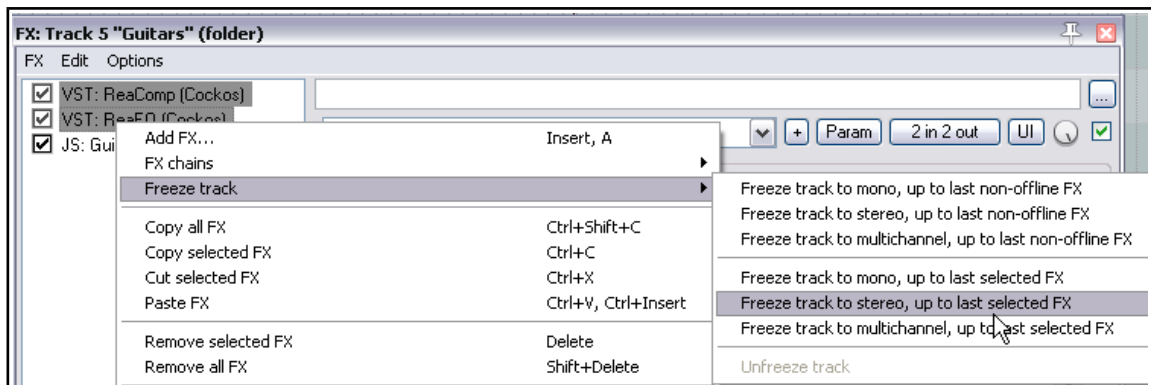 FX: Track 5 "Guitars" (folder)
FX Edit Options
VST: ReaComp (Cockos)
...
VST: ReaEQ (Cockos)
+ Param 2 in 2 out UI
JS: Gui
Add FX... Insert, A
FX chains
Freeze track
Copy all FX Ctrl+Shift+C
Copy selected FX Ctrl+C
Cut selected FX Ctrl+X
Paste FX Ctrl+V, Ctrl+Insert
Remove selected FX Delete
Remove all FX Shift+Delete
Freeze track to mono, up to last non-offline FX
Freeze track to stereo, up to last non-offline FX
Freeze track to multichannel, up to last non-offline FX
Freeze track to mono, up to last selected FX
Freeze track to stereo, up to last selected FX
Freeze track to multichannel, up to last selected FX
Unfreeze track